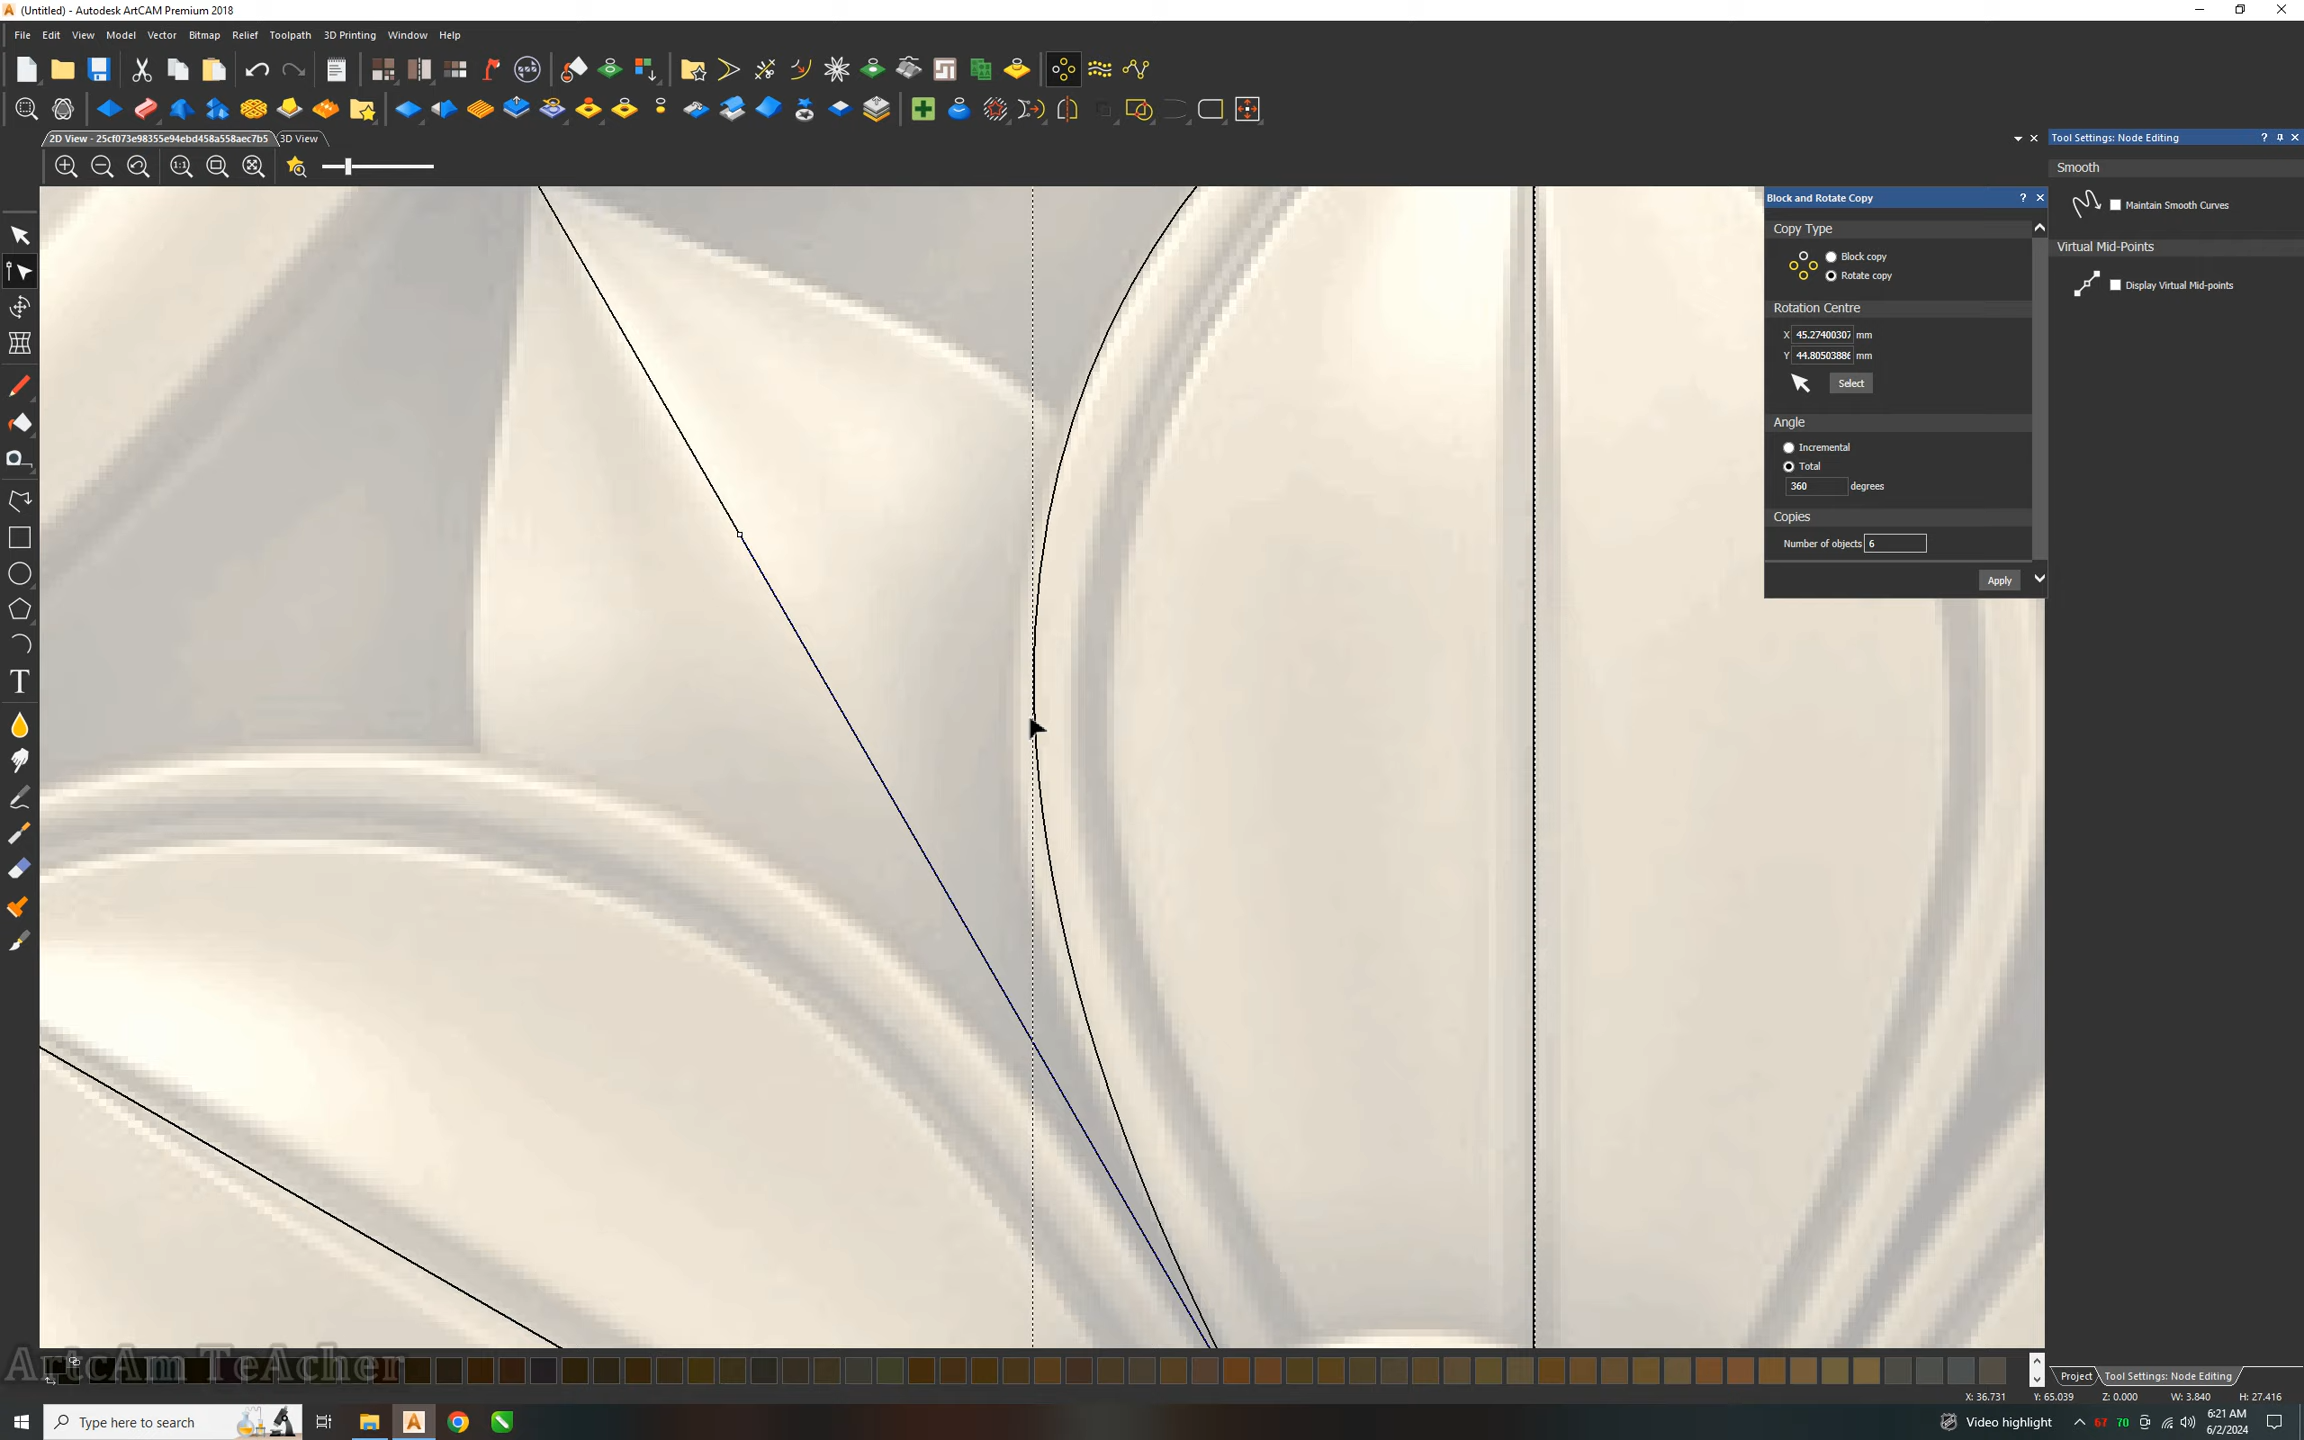 (Untitled) - Autodesk ArtCAM Premium 2018
File Edit View Model Vector Bitmap Relief Toolpath 3D Printing Window Help
2D View - 25cf073e98355e94ebd458a558aec7b5 3D View
Tool Settings: Node Editing
Smooth
Maintain Smooth Curves
Virtual Mid-Points
Display Virtual Mid-points
Block and Rotate Copy
Copy Type
Block copy
Rotate copy
Rotation Centre
X 45.27400307 mm
Y 44.80503886 mm
Select
Angle
Incremental
Total
360 degrees
Copies
Number of objects 6
Apply
1:1
T
ArtcAm TeAcher
Project Tool Settings: Node Editing
X: 36.731 Y: 65.039 Z: 0.000 W: 3.840 H: 27.416
Type here to search
Video highlight 67 70
6:21 AM
6/2/2024